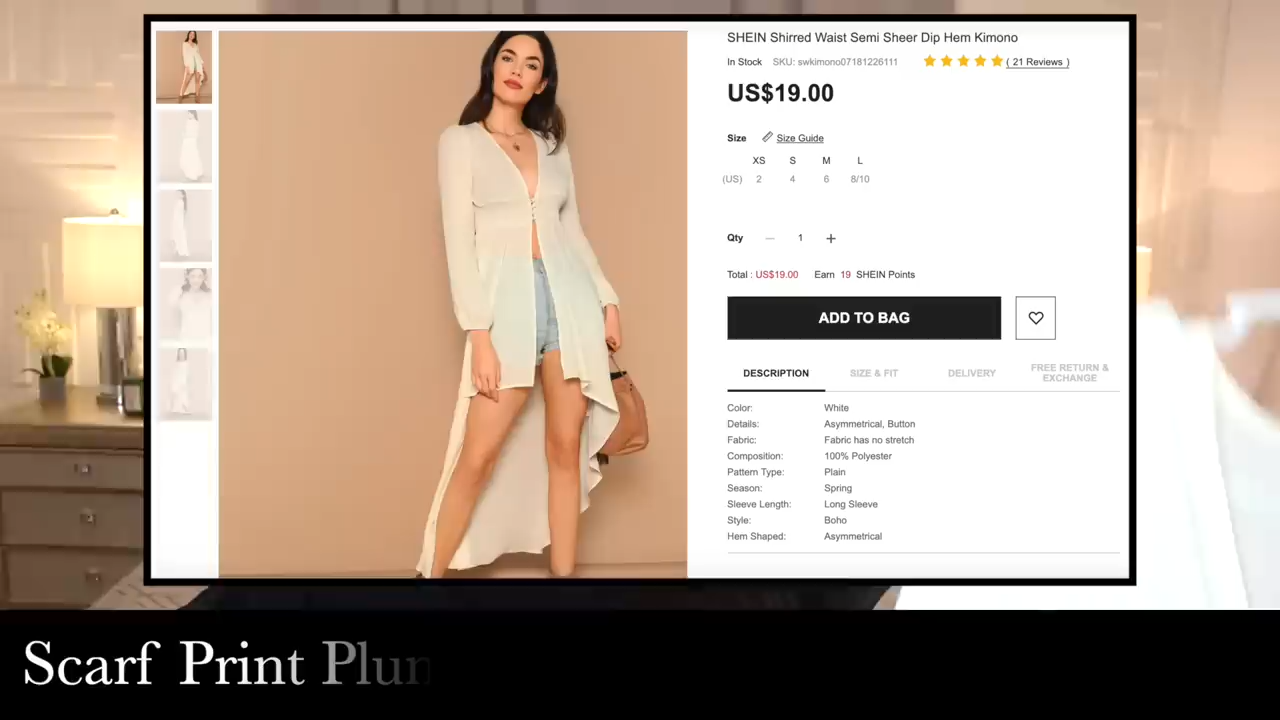 SHEIN Shirred Waist Semi Sheer Dip Hem Kimono
In Stock SKU: swkimono07181226111 ( 21 Reviews )
US$19.00
Size Size Guide
XS S M L
(US) 2 4 6 8/10
Qty — 1 +
Total : US$19.00 Earn 19 SHEIN Points
ADD TO BAG
DESCRIPTION SIZE & FIT DELIVERY FREE RETURN & EXCHANGE
Color: White
Details: Asymmetrical, Button
Fabric: Fabric has no stretch
Composition: 100% Polyester
Pattern Type: Plain
Season: Spring
Sleeve Length: Long Sleeve
Style: Boho
Hem Shaped: Asymmetrical
Scarf Print Plun